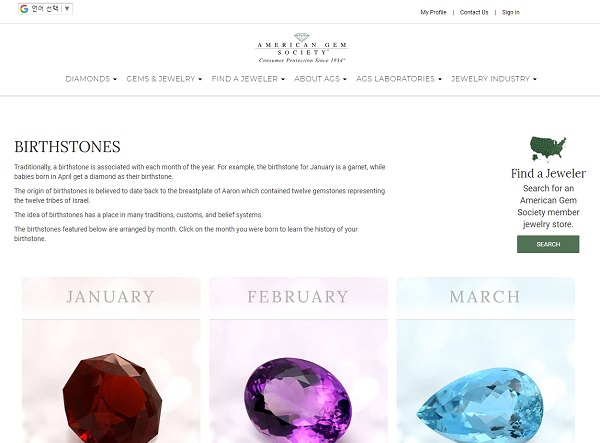 언어 선택 ▼
My Profile | Contact Us | Sign In
AMERICAN GEM
SOCIETY
Consumer Protection Since 1934
DIAMONDS GEMS & JEWELRY FIND A JEWELER ABOUT AGS AGS LABORATORIES JEWELRY INDUSTRY
BIRTHSTONES
Traditionally, a birthstone is associated with each month of the year. For example, the birthstone for January is a garnet, while
babies born in April get a diamond as their birthstone.
The origin of birthstones is believed to date back to the breastplate of Aaron which contained twelve gemstones representing
the twelve tribes of Israel.
The idea of birthstones has a place in many traditions, customs, and belief systems.
The birthstones featured below are arranged by month. Click on the month you were born to learn the history of your
birthstone.
Find a Jeweler
Search for an
American Gem
Society member
jewelry store.
SEARCH
JANUARY FEBRUARY MARCH